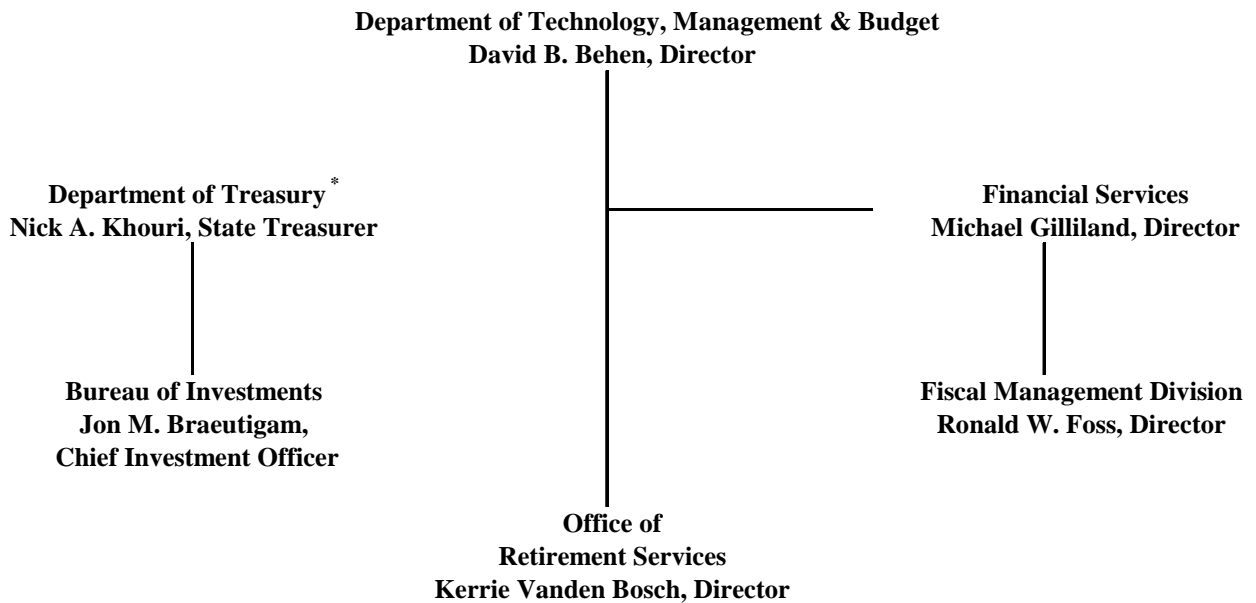 Department of Technology, Management & Budget
David B. Behen, Director
Department of Treasury *
Nick A. Khouri, State Treasurer
Financial Services
Michael Gilliland, Director
Bureau of Investments
Jon M. Braeutigam,
Chief Investment Officer
Fiscal Management Division
Ronald W. Foss, Director
Office of
Retirement Services
Kerrie Vanden Bosch, Director